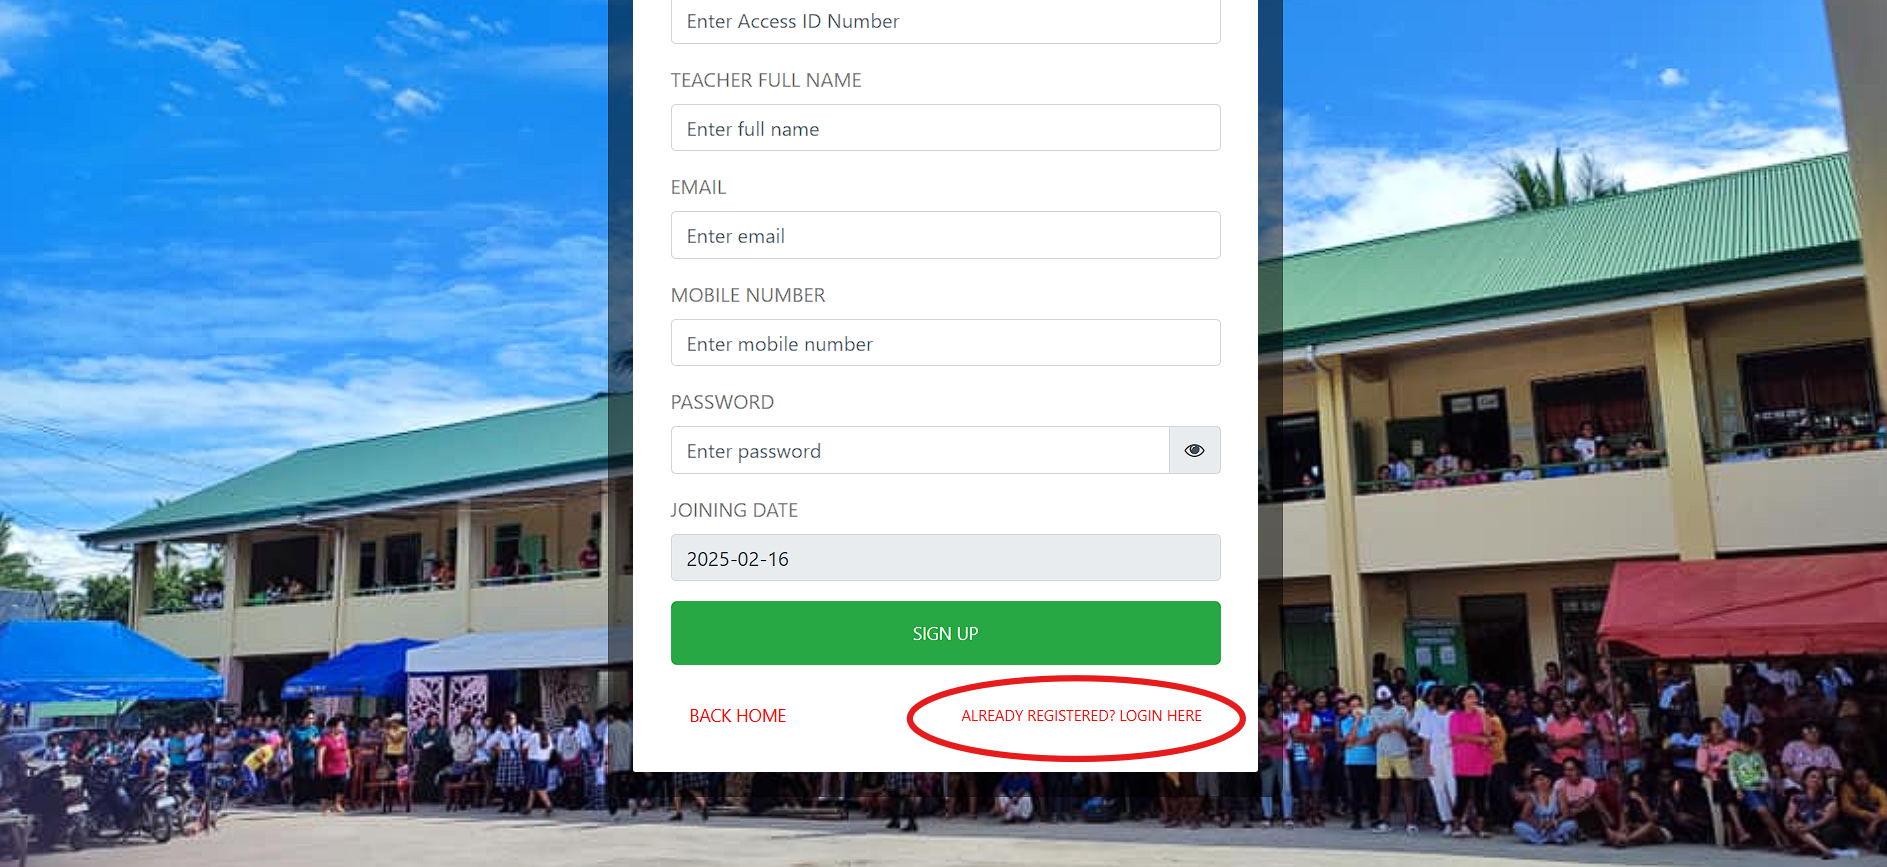 Enter Access ID Number
TEACHER FULL NAME
Enter full name
EMAIL
Enter email
MOBILE NUMBER
Enter mobile number
PASSWORD
Enter password
JOINING DATE
2025-02-16
SIGN UP
BACK HOME
ALREADY REGISTERED? LOGIN HERE